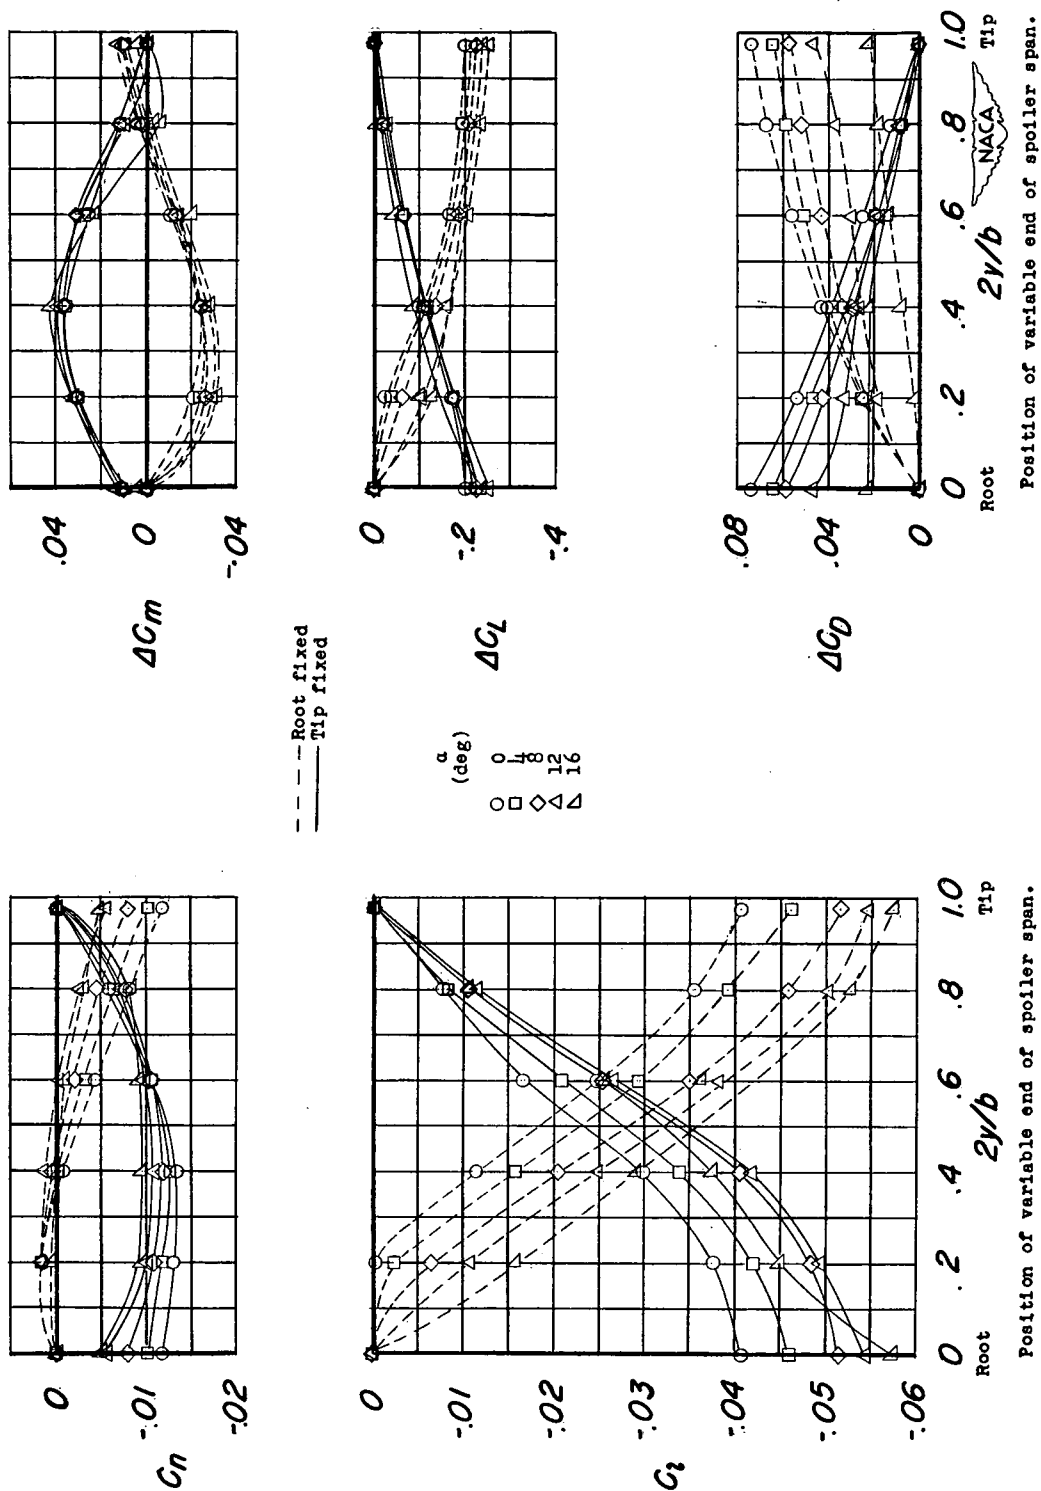 Cn
0
-.01
-.02
Cl
0
-.01
-.02
-.03
-.04
-.05
-.06
0 .2 .4 .6 .8 1.0
Root 2y/b Tip
Position of variable end of spoiler span.
– – – Root fixed
——— Tip fixed
α
(deg)
○ 0
□ 4
◇ 8
△ 12
◿ 16
ΔCm
.04
0
-.04
ΔCL
0
-.2
-.4
ΔCD
.08
.04
0
0 .2 .4 .6 .8 1.0
Root 2y/b Tip
NACA
Position of variable end of spoiler span.